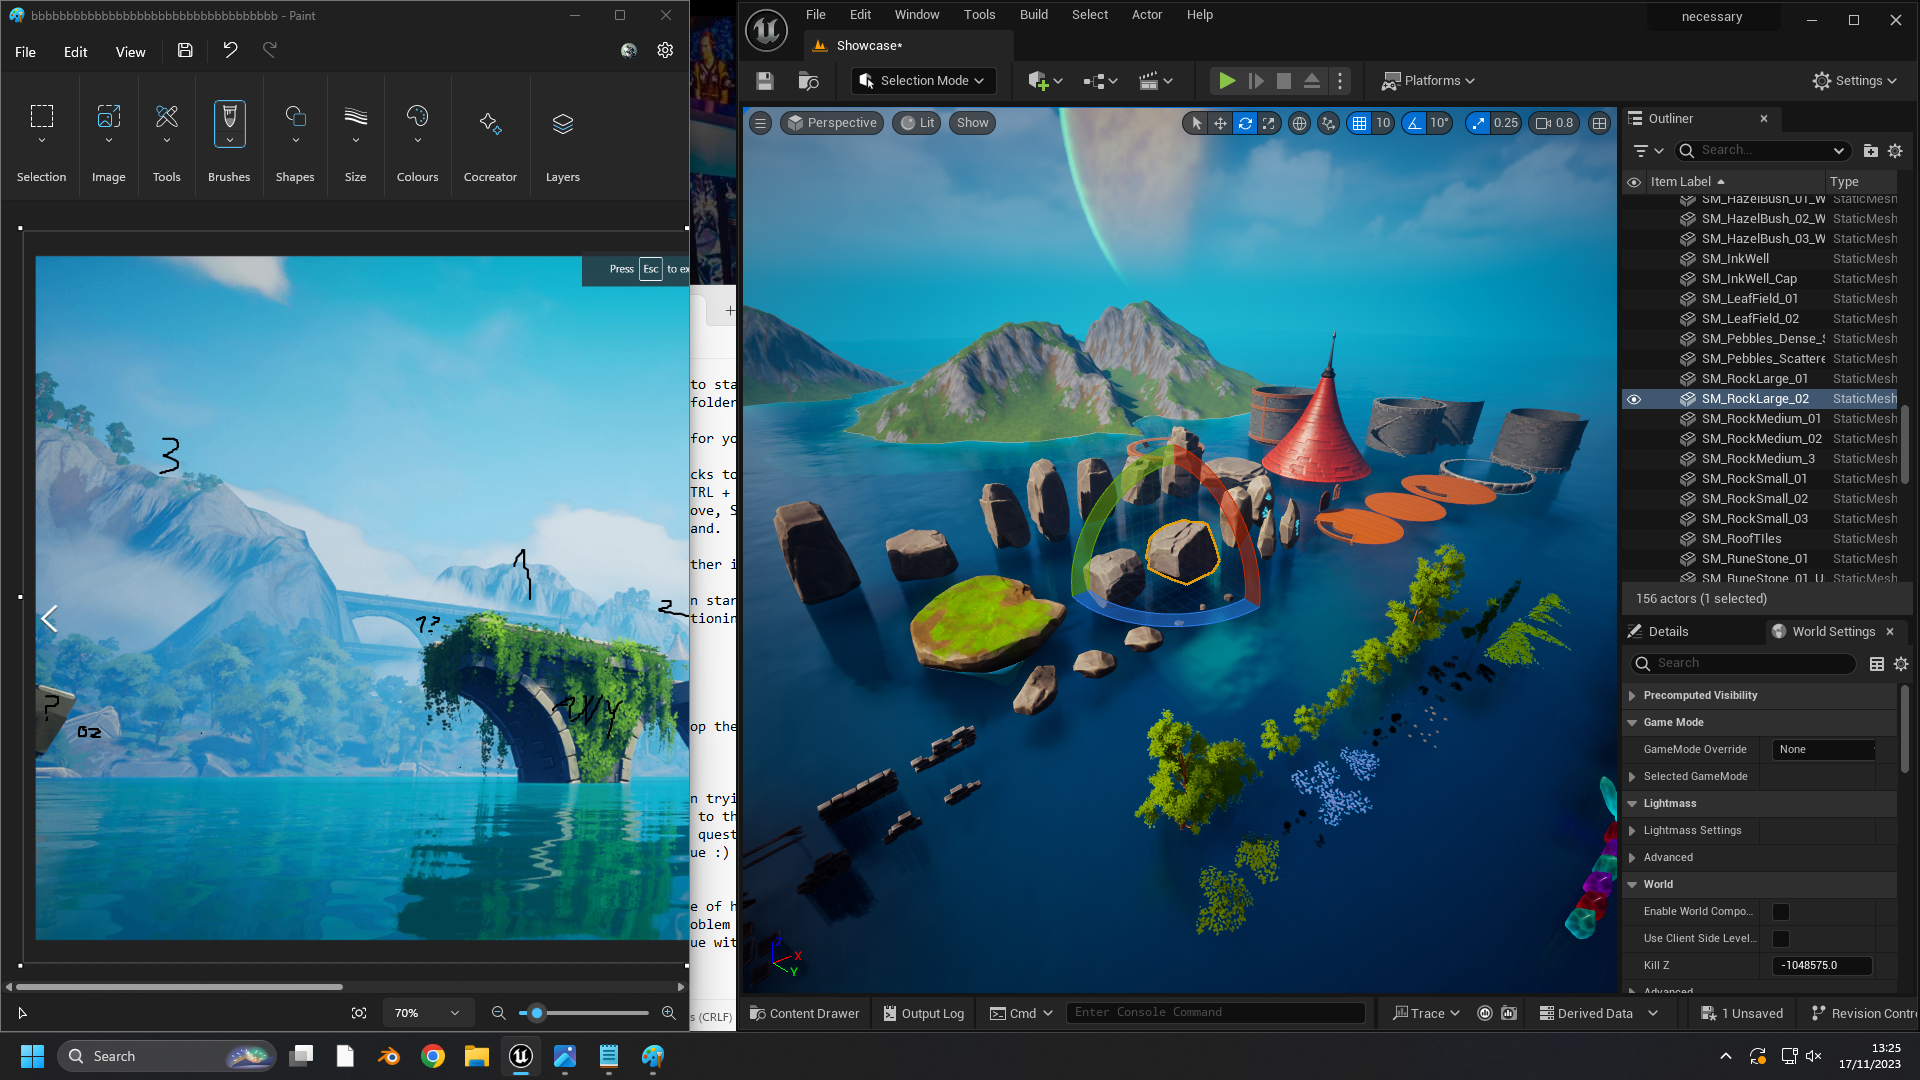 bbbbbbbbbbbbbbbbbbbbbbbbbbbbbbbbbbb - Paint
File Edit View
Selection Image Tools Brushes Shapes Size Colours Cocreator Layers
Press Esc to ex
3
1
1?
2
?
02
70%
to sta
folder
for yo
cks to
TRL +
ove, S
and.
ther i
n star
tionin
op the
n tryi
to th
quest
ue :)
e of h
oblem
ue wit
s (CRLF)
File Edit Window Tools Build Select Actor Help
necessary
Showcase*
Selection Mode
Platforms
Settings
Perspective Lit Show
10 10° 0.25 0.8
Outliner
Search...
Item Label Type
SM_HazelBush_01_W StaticMesh
SM_HazelBush_02_W StaticMesh
SM_HazelBush_03_W StaticMesh
SM_InkWell StaticMesh
SM_InkWell_Cap StaticMesh
SM_LeafField_01 StaticMesh
SM_LeafField_02 StaticMesh
SM_Pebbles_Dense_S StaticMesh
SM_Pebbles_Scattere StaticMesh
SM_RockLarge_01 StaticMesh
SM_RockLarge_02 StaticMesh
SM_RockMedium_01 StaticMesh
SM_RockMedium_02 StaticMesh
SM_RockMedium_3 StaticMesh
SM_RockSmall_01 StaticMesh
SM_RockSmall_02 StaticMesh
SM_RockSmall_03 StaticMesh
SM_RoofTIles StaticMesh
SM_RuneStone_01 StaticMesh
SM_RuneStone_01_U StaticMesh
156 actors (1 selected)
Details World Settings
Search
Precomputed Visibility
Game Mode
GameMode Override None
Selected GameMode
Lightmass
Lightmass Settings
Advanced
World
Enable World Compo...
Use Client Side Level...
Kill Z -1048575.0
Advanced
Z
X
Y
Content Drawer Output Log Cmd Enter Console Command Trace Derived Data 1 Unsaved Revision Contr
Search
13:25
17/11/2023